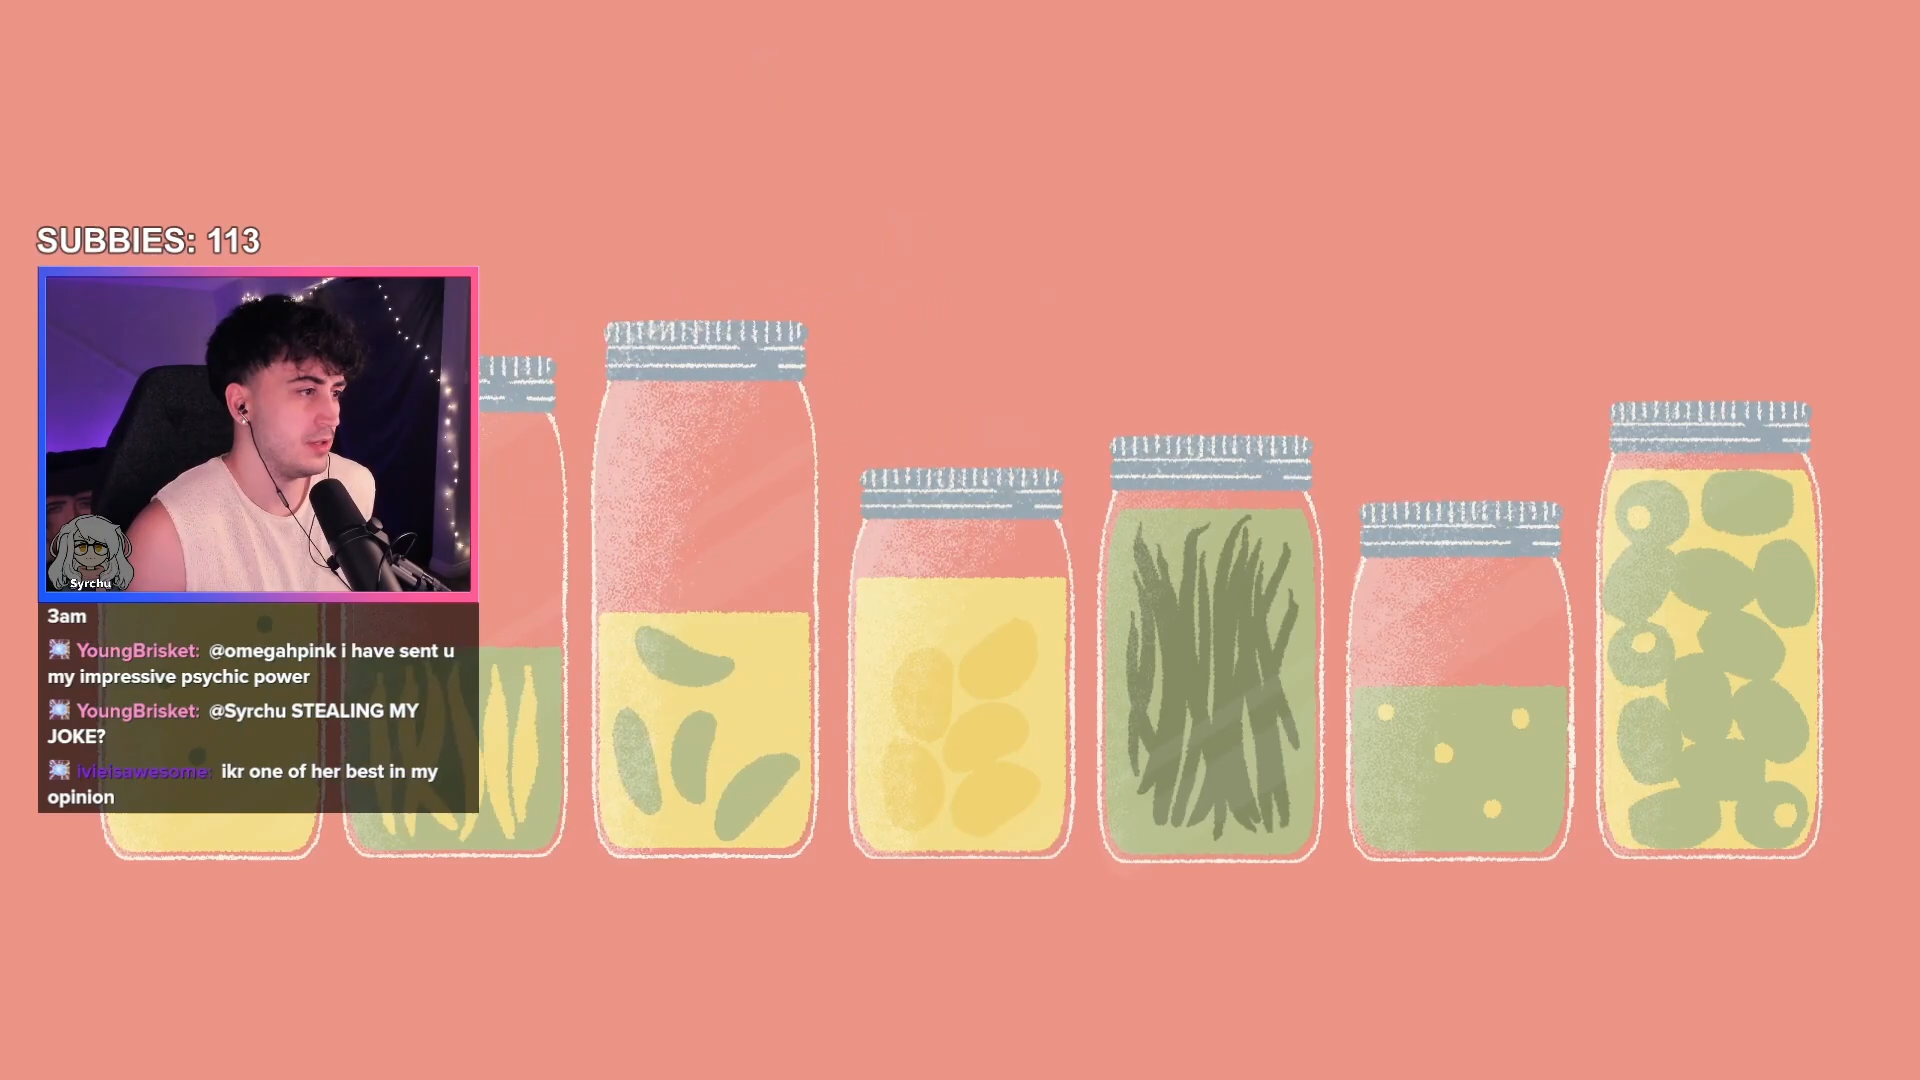 SUBBIES: 113
Syrchu
3am
YoungBrisket: @omegahpink i have sent u
my impressive psychic power
YoungBrisket: @Syrchu STEALING MY
JOKE?
ivieisawesome: ikr one of her best in my
opinion